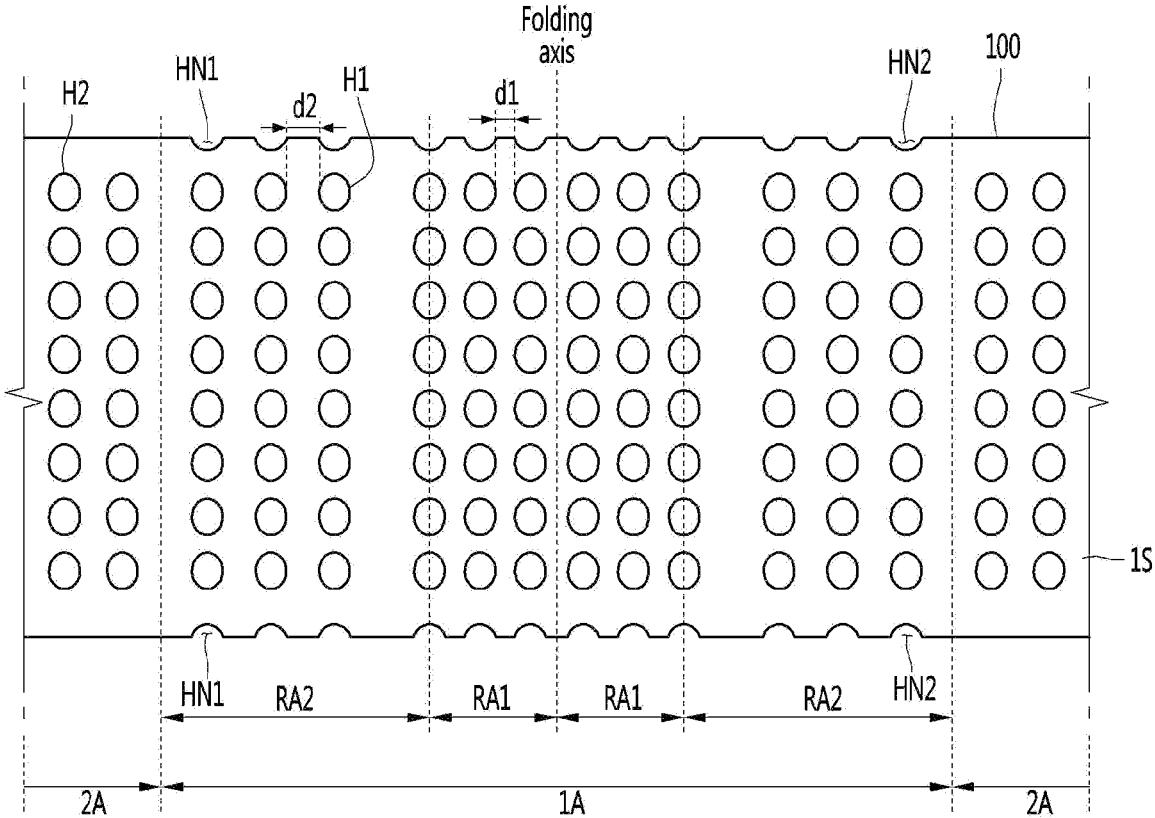 Folding
axis
HN1
HN2
100
H2
H1
d2
d1
1S
HN1
HN2
RA2
RA1
RA1
RA2
2A
1A
2A